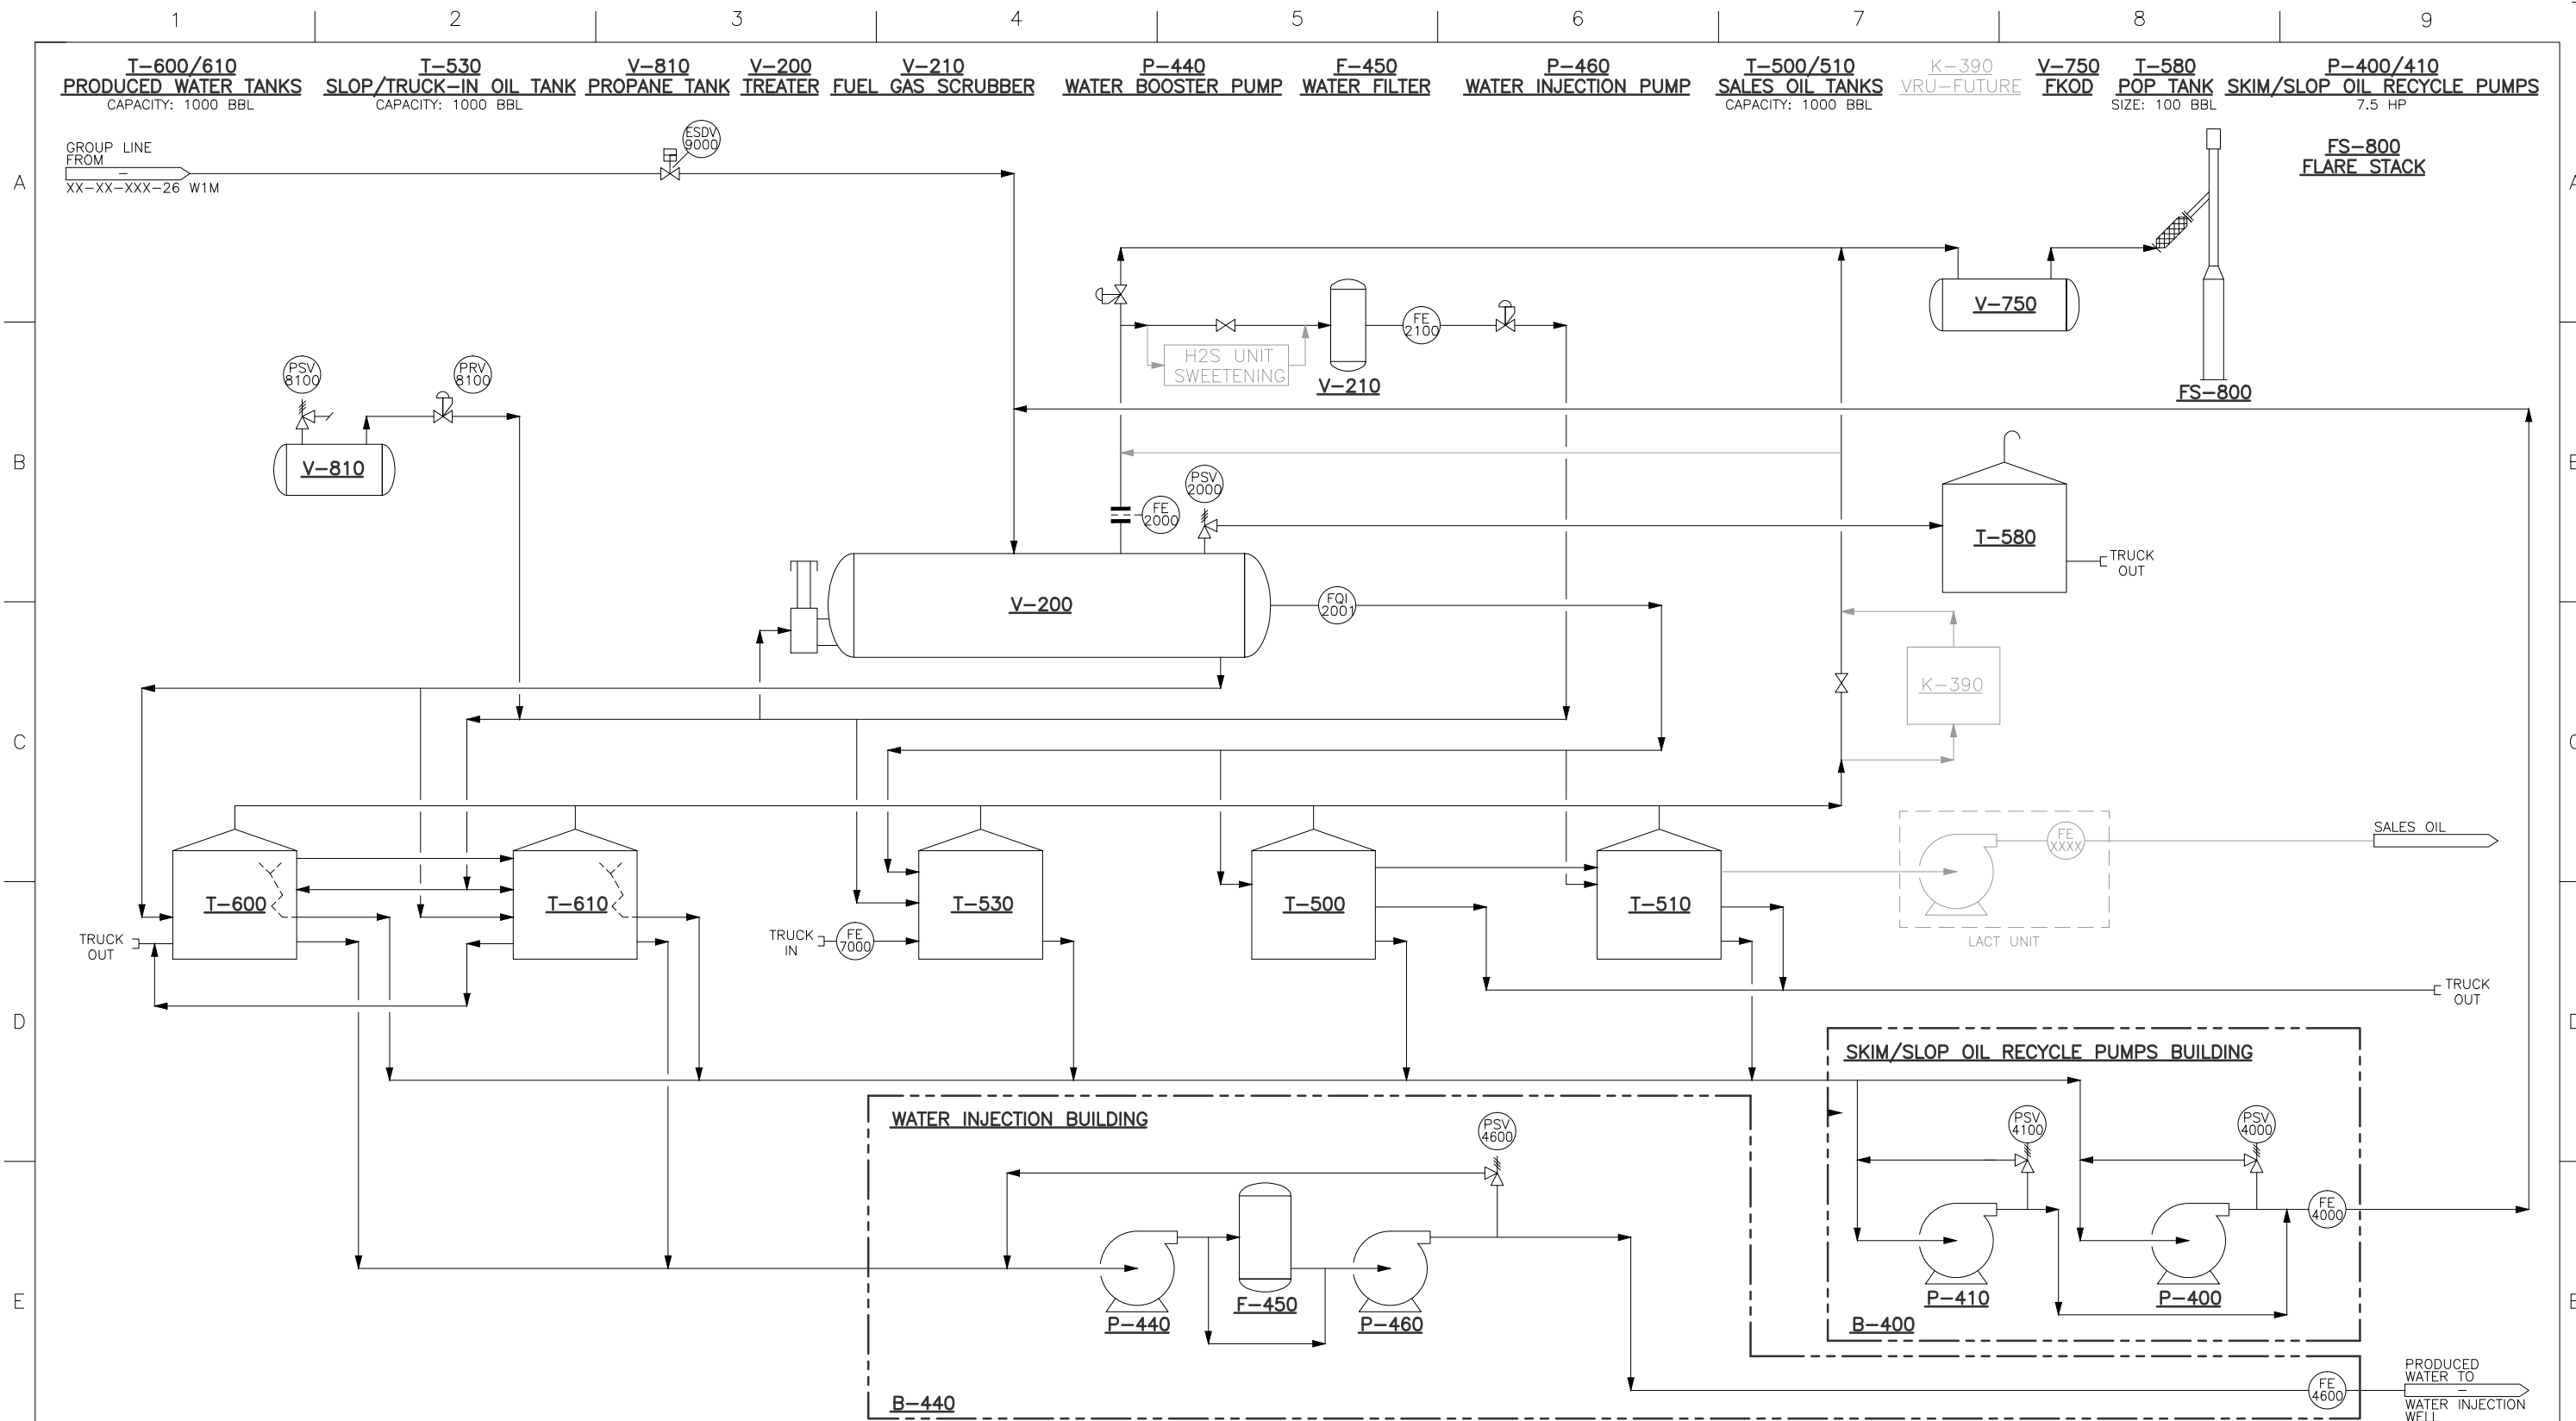 1 2 3 4 5 6 7 8 9
T-600/610
PRODUCED WATER TANKS
CAPACITY: 1000 BBL
T-530
SLOP/TRUCK-IN OIL TANK
CAPACITY: 1000 BBL
V-810
PROPANE TANK
V-200
TREATER
V-210
FUEL GAS SCRUBBER
P-440
WATER BOOSTER PUMP
F-450
WATER FILTER
P-460
WATER INJECTION PUMP
T-500/510
SALES OIL TANKS
CAPACITY: 1000 BBL
K-390
VRU-FUTURE
V-750
FKOD
T-580
POP TANK
SIZE: 100 BBL
P-400/410
SKIM/SLOP OIL RECYCLE PUMPS
7.5 HP
A
GROUP LINE
FROM
-
XX-XX-XXX-26 W1M
ESDV
9000
FS-800
FLARE STACK
A
V-750
FE
2100
H2S UNIT
SWEETENING
V-210
FS-800
PSV
8100
PRV
8100
B
V-810
FE
2000
PSV
2000
T-580
TRUCK
OUT
V-200
FQI
2001
C
K-390
FE
XXXX
SALES OIL
LACT UNIT
T-600
T-610
T-530
T-500
T-510
TRUCK
OUT
TRUCK
IN
FE
7000
TRUCK
OUT
D
SKIM/SLOP OIL RECYCLE PUMPS BUILDING
PSV
4100
PSV
4000
FE
4000
P-410
P-400
B-400
WATER INJECTION BUILDING
PSV
4600
E
P-440
F-450
P-460
B-440
FE
4600
PRODUCED
WATER TO
-
WATER INJECTION
WELL